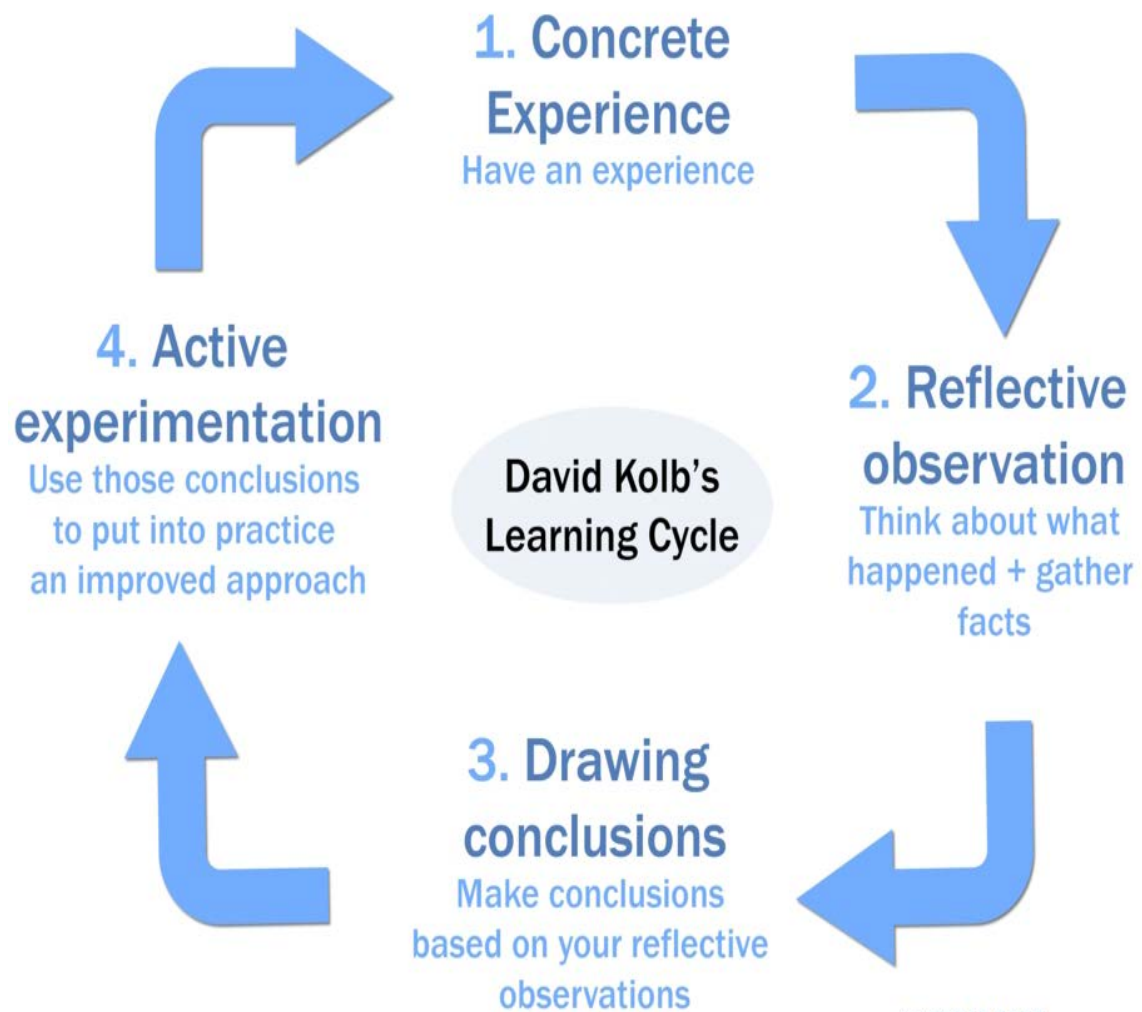 1. Concrete
Experience
Have an experience
2. Reflective
observation
Think about what
happened + gather
facts
3. Drawing
conclusions
Make conclusions
based on your reflective
observations
4. Active
experimentation
Use those conclusions
to put into practice
an improved approach
David Kolb's
Learning Cycle